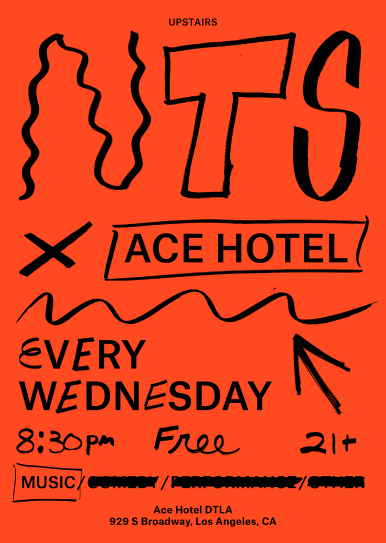 UPSTAIRS
NTS
X ACE HOTEL
EVERY
WEDNESDAY
8:30pm Free 21+
MUSIC/COMEDY/PERFORMANCE/OTHER
Ace Hotel DTLA
929 S Broadway, Los Angeles, CA